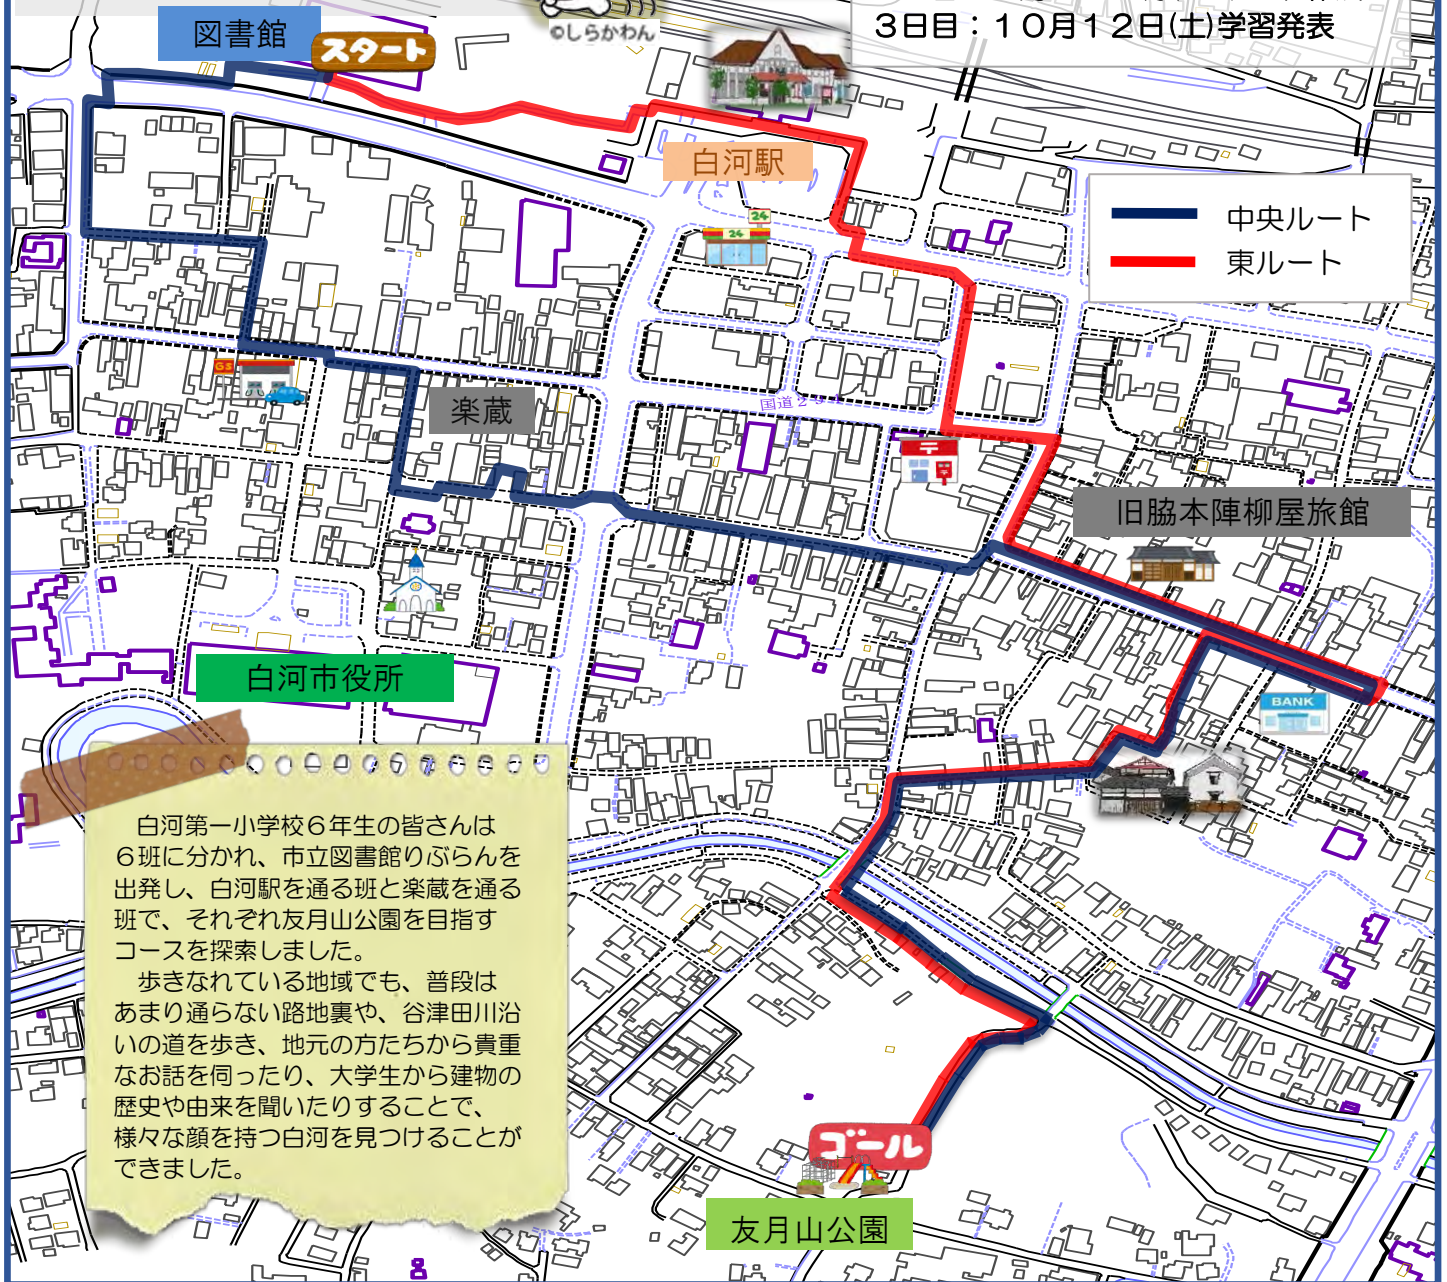 3日目：１０月１２日(土)学習発表
©しらかわん
図書館
スタート
白河駅
24
24
中央ルート
東ルート
GS
楽蔵
国道２
〒
旧脇本陣柳屋旅館
白河市役所
BANK
白河第一小学校６年生の皆さんは
６班に分かれ、市立図書館りぶらんを
出発し、白河駅を通る班と楽蔵を通る
班で、それぞれ友月山公園を目指す
コースを探索しました。
歩きなれている地域でも、普段は
あまり通らない路地裏や、谷津田川沿
いの道を歩き、地元の方たちから貴重
なお話を伺ったり、大学生から建物の
歴史や由来を聞いたりすることで、
様々な顔を持つ白河を見つけることが
できました。
ゴール
友月山公園